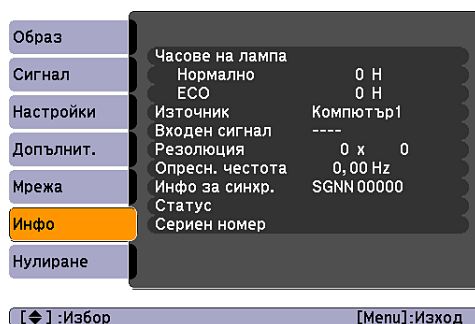 Образ
Сигнал
Настройки
Допълнит.
Мрежа
Инфо
Нулиране
Часове на лампа
Нормално 0 H
ECO 0 H
Източник Компютър1
Входен сигнал ----
Резолюция 0 x 0
Опресн. честота 0,00 Hz
Инфо за синхр. SGNN 00000
Статус
Сериен номер
[◆] :Избор [Menu]:Изход